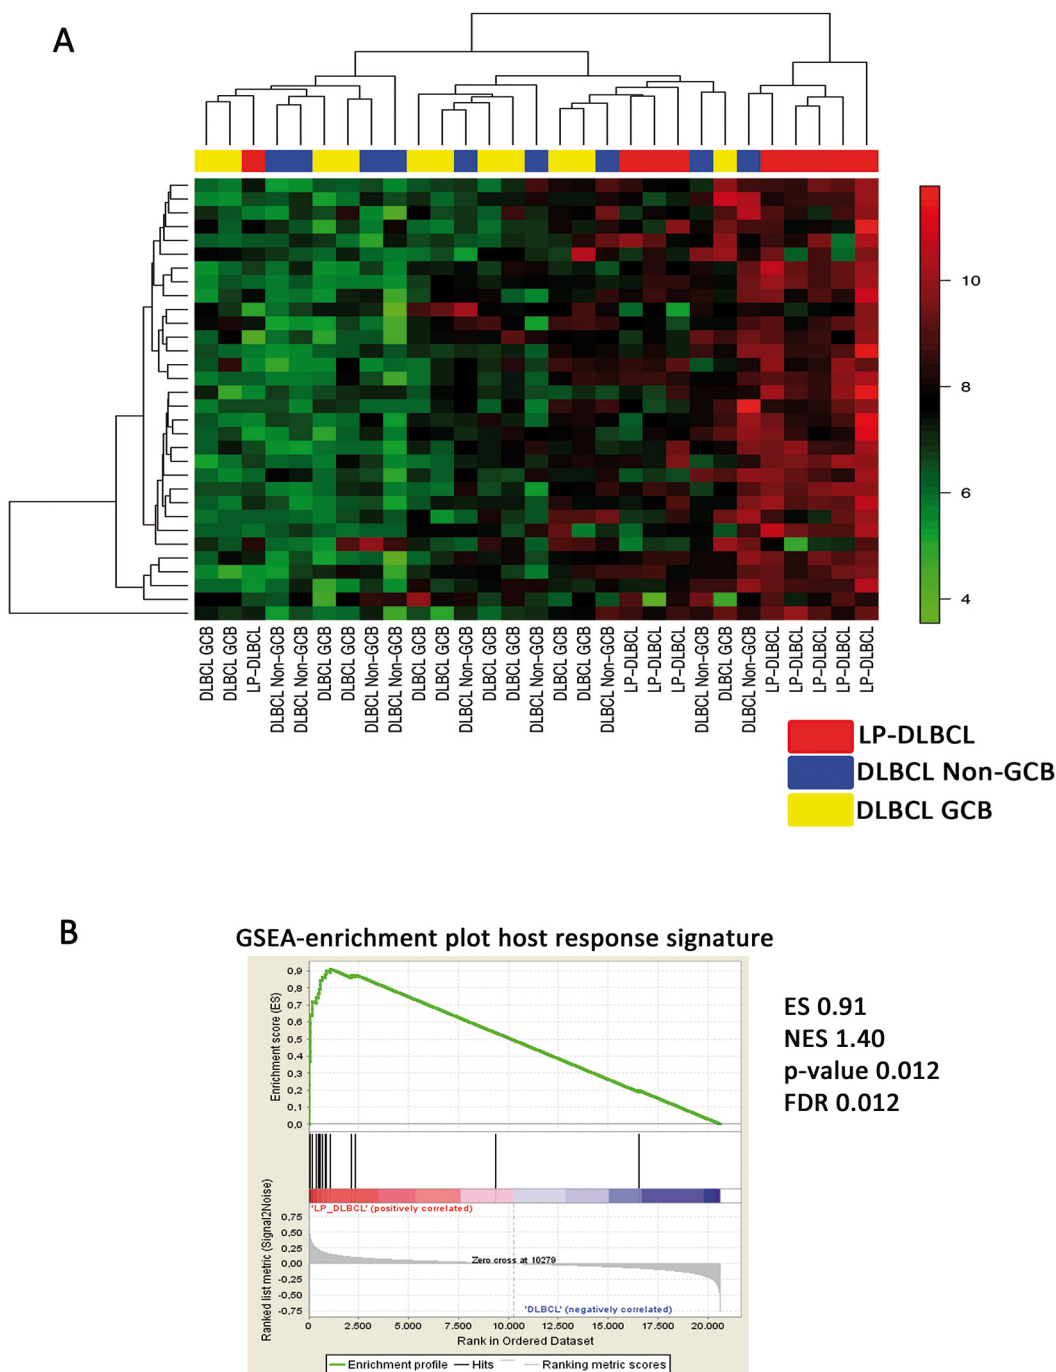 A
10
8
6
4
DLBCL GCB
DLBCL GCB
LP-DLBCL
DLBCL Non-GCB
DLBCL Non-GCB
DLBCL GCB
DLBCL GCB
DLBCL Non-GCB
DLBCL Non-GCB
DLBCL GCB
DLBCL GCB
DLBCL Non-GCB
DLBCL GCB
DLBCL GCB
DLBCL Non-GCB
DLBCL GCB
DLBCL GCB
DLBCL Non-GCB
LP-DLBCL
LP-DLBCL
LP-DLBCL
DLBCL Non-GCB
DLBCL GCB
DLBCL Non-GCB
LP-DLBCL
LP-DLBCL
LP-DLBCL
LP-DLBCL
LP-DLBCL
LP-DLBCL
DLBCL Non-GCB
DLBCL GCB
B
GSEA-enrichment plot host response signature
Enrichment score (ES)
0,9
0,8
0,7
0,6
0,5
0,4
0,3
0,2
0,1
0,0
ES 0.91
NES 1.40
p-value 0.012
FDR 0.012
'LP_DLBCL' (positively correlated)
Ranked list metric (Signal2Noise)
0,75
0,50
0,25
0,00
-0,25
-0,50
-0,75
Zero cross at 10279
'DLBCL' (negatively correlated)
0 2.500 5.000 7.500 10.000 12.500 15.000 17.500 20.000
Rank in Ordered Dataset
Enrichment profile Hits Ranking metric scores